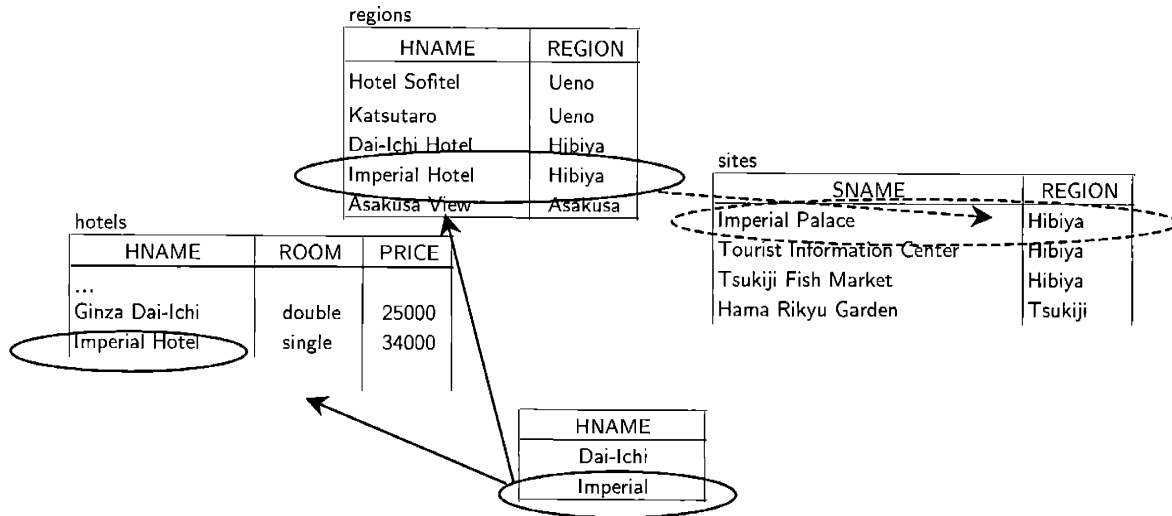 regions
HNAME REGION
Hotel Sofitel Ueno
Katsutaro Ueno
Dai-Ichi Hotel Hibiya
Imperial Hotel Hibiya
Asakusa View Asakusa
sites
SNAME REGION
Imperial Palace Hibiya
Tourist Information Center Hibiya
Tsukiji Fish Market Hibiya
Hama Rikyu Garden Tsukiji
hotels
HNAME ROOM PRICE
...
Ginza Dai-Ichi double 25000
Imperial Hotel single 34000
HNAME
Dai-Ichi
Imperial